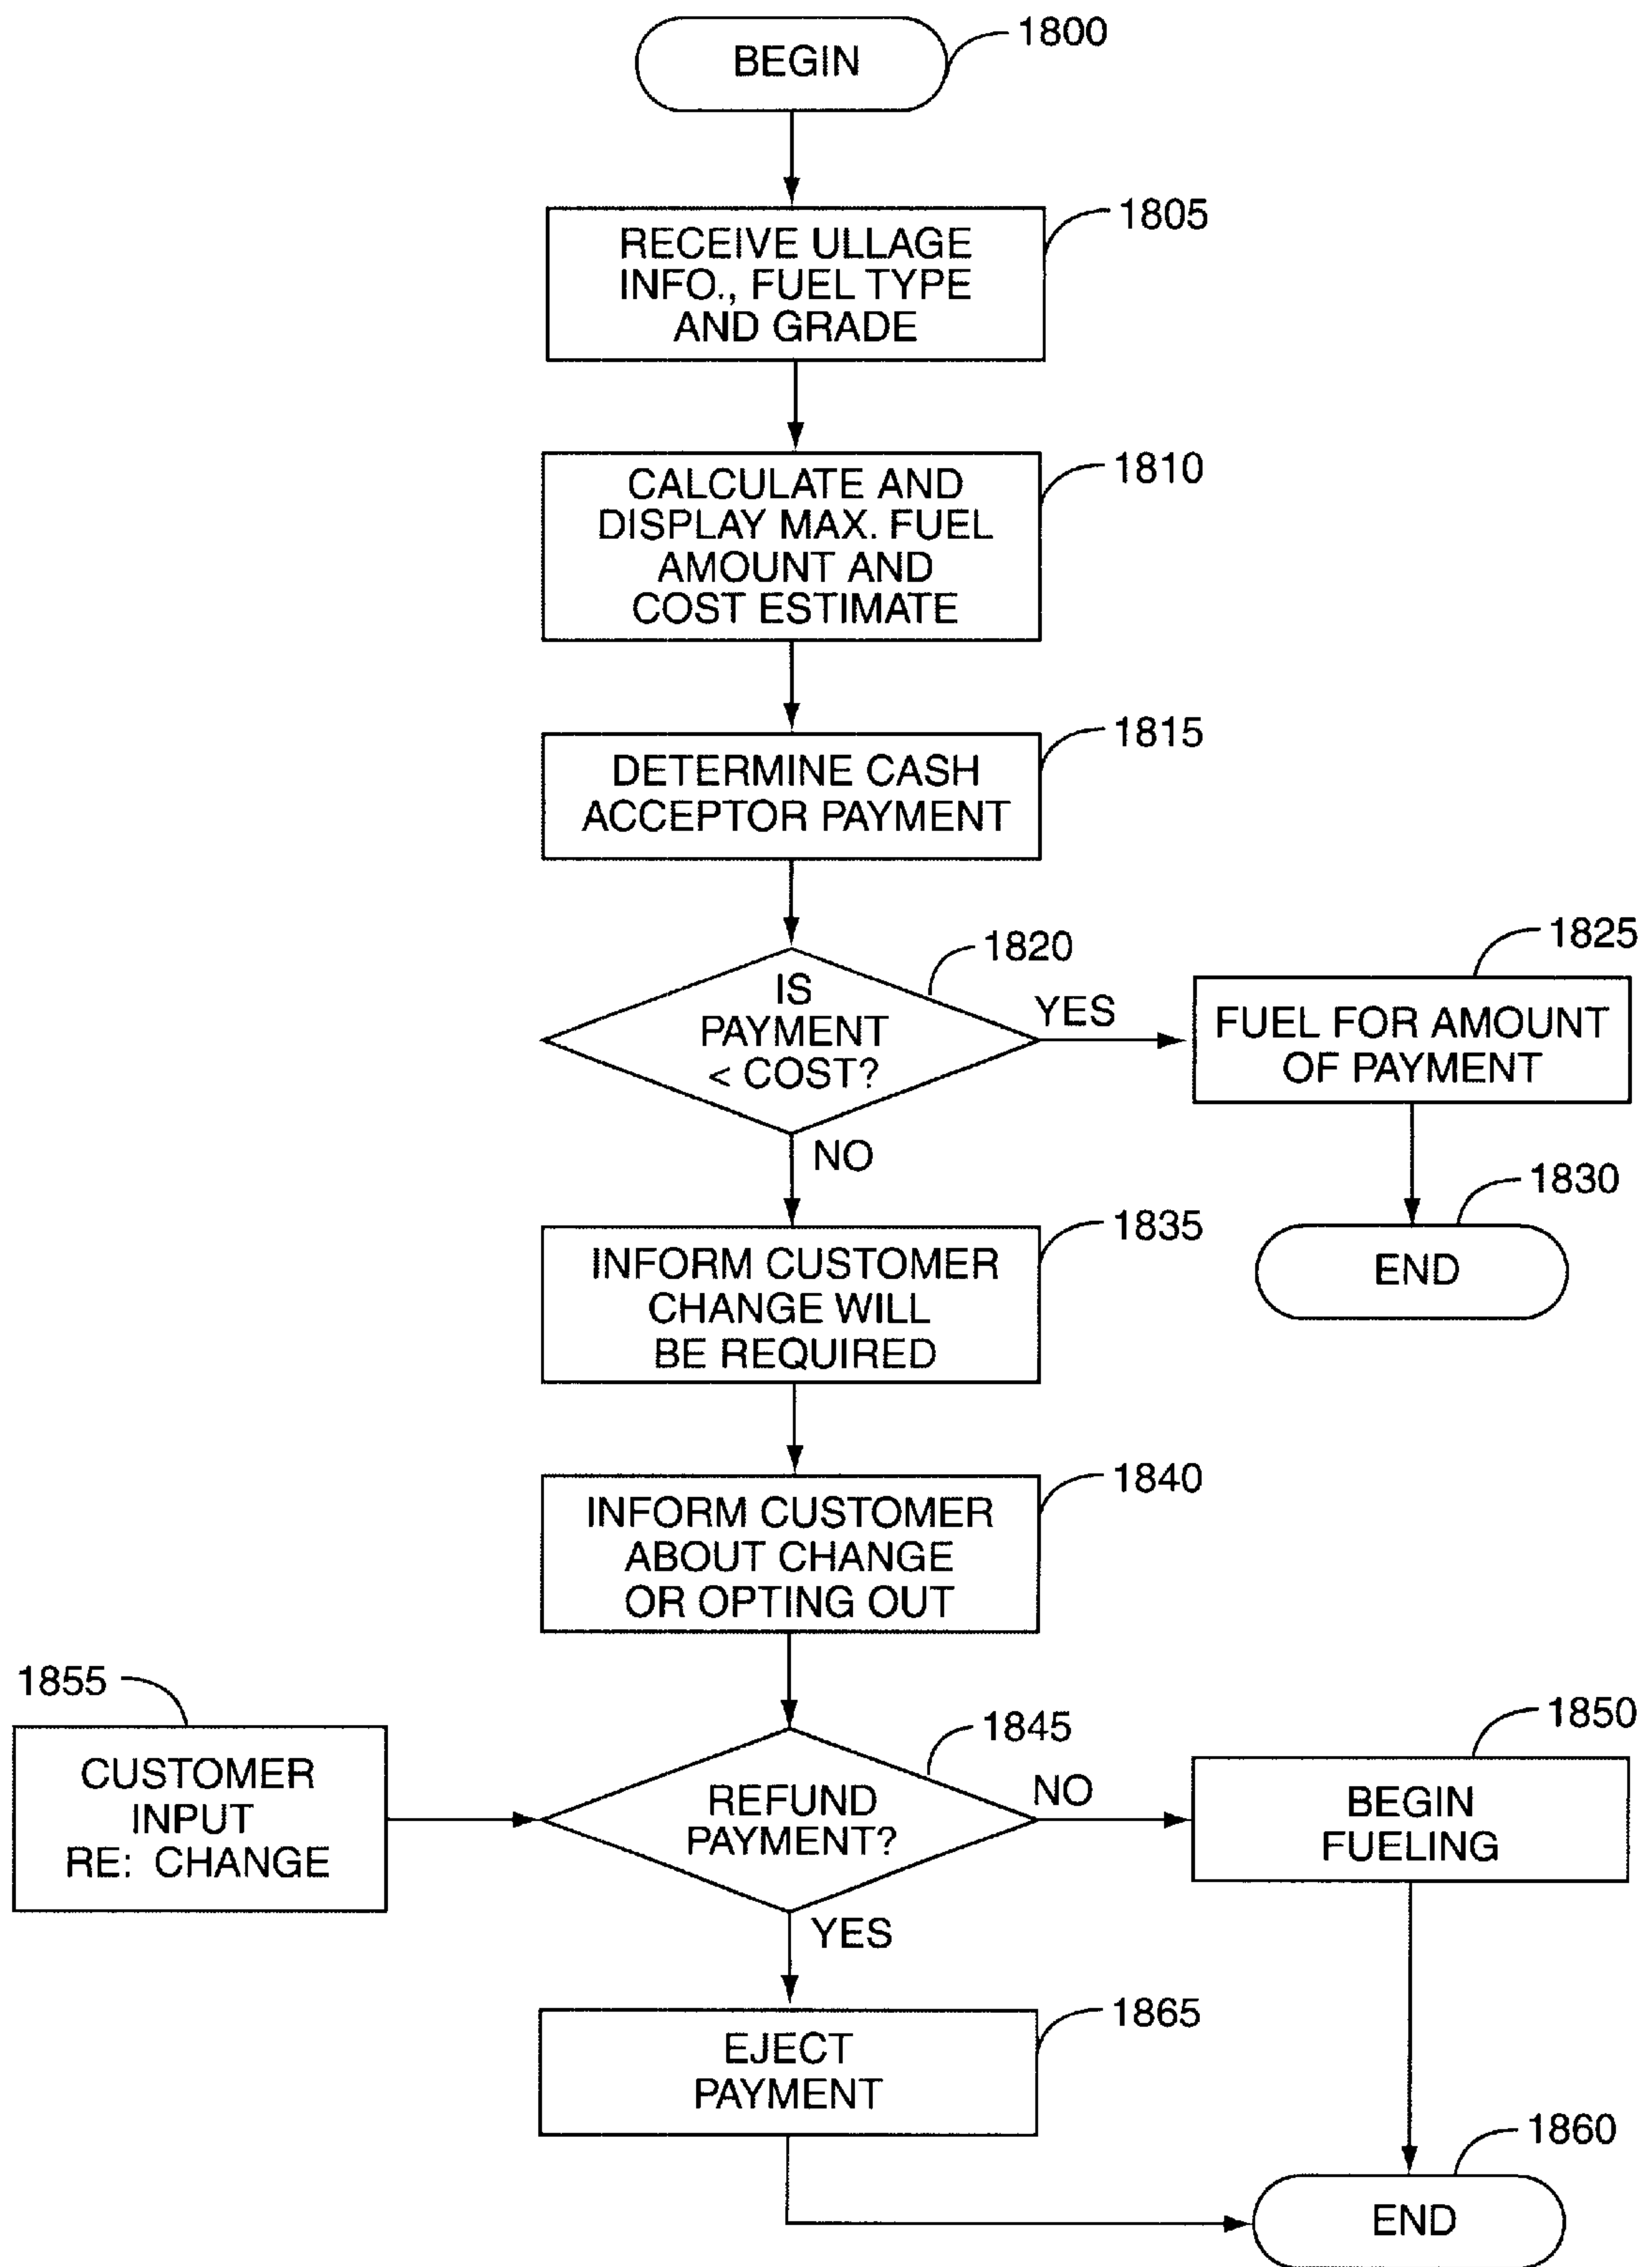 BEGIN
1800
1805
RECEIVE ULLAGE
INFO., FUEL TYPE
AND GRADE
1810
CALCULATE AND
DISPLAY MAX. FUEL
AMOUNT AND
COST ESTIMATE
1815
DETERMINE CASH
ACCEPTOR PAYMENT
1820
IS
PAYMENT
< COST?
YES
1825
FUEL FOR AMOUNT
OF PAYMENT
NO
1830
END
1835
INFORM CUSTOMER
CHANGE WILL
BE REQUIRED
1840
INFORM CUSTOMER
ABOUT CHANGE
OR OPTING OUT
1855
CUSTOMER
INPUT
RE: CHANGE
1845
REFUND
PAYMENT?
NO
1850
BEGIN
FUELING
YES
1865
EJECT
PAYMENT
1860
END